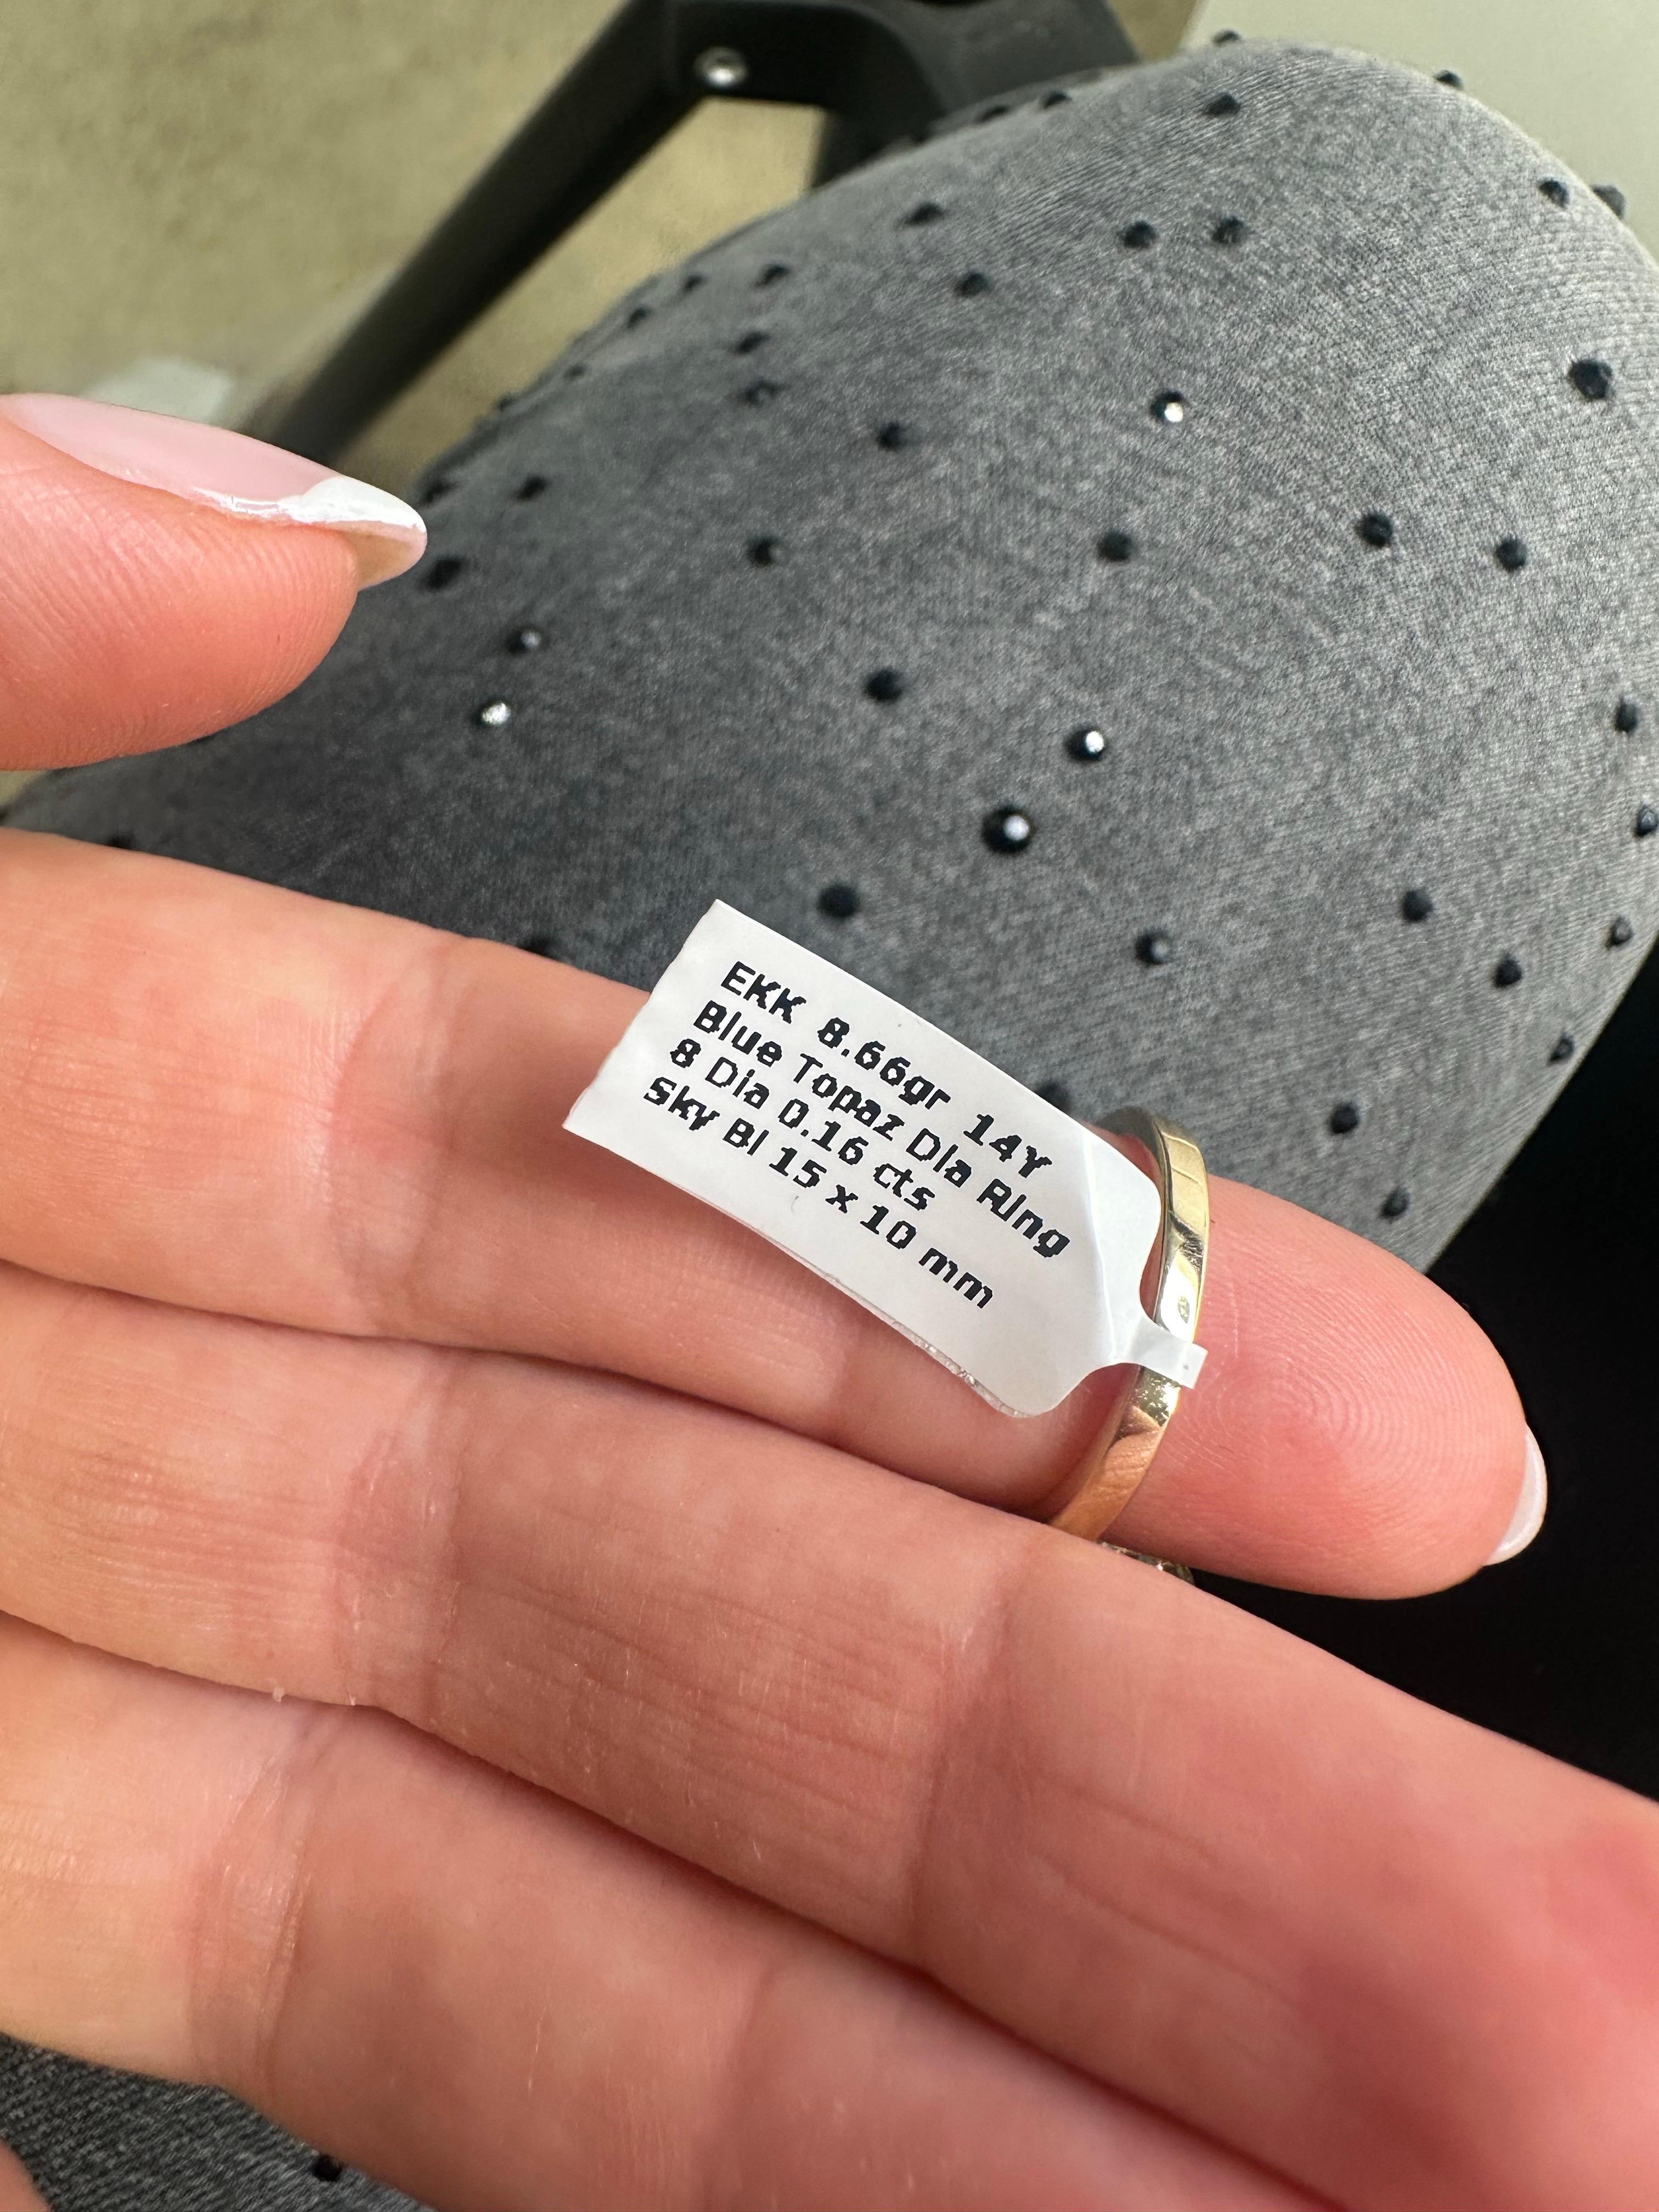 EKK 8.66gr 14Y
Blue Topaz Dia Ring
8 Dia 0.16 cts
Sky Bl 15 x 10 mm